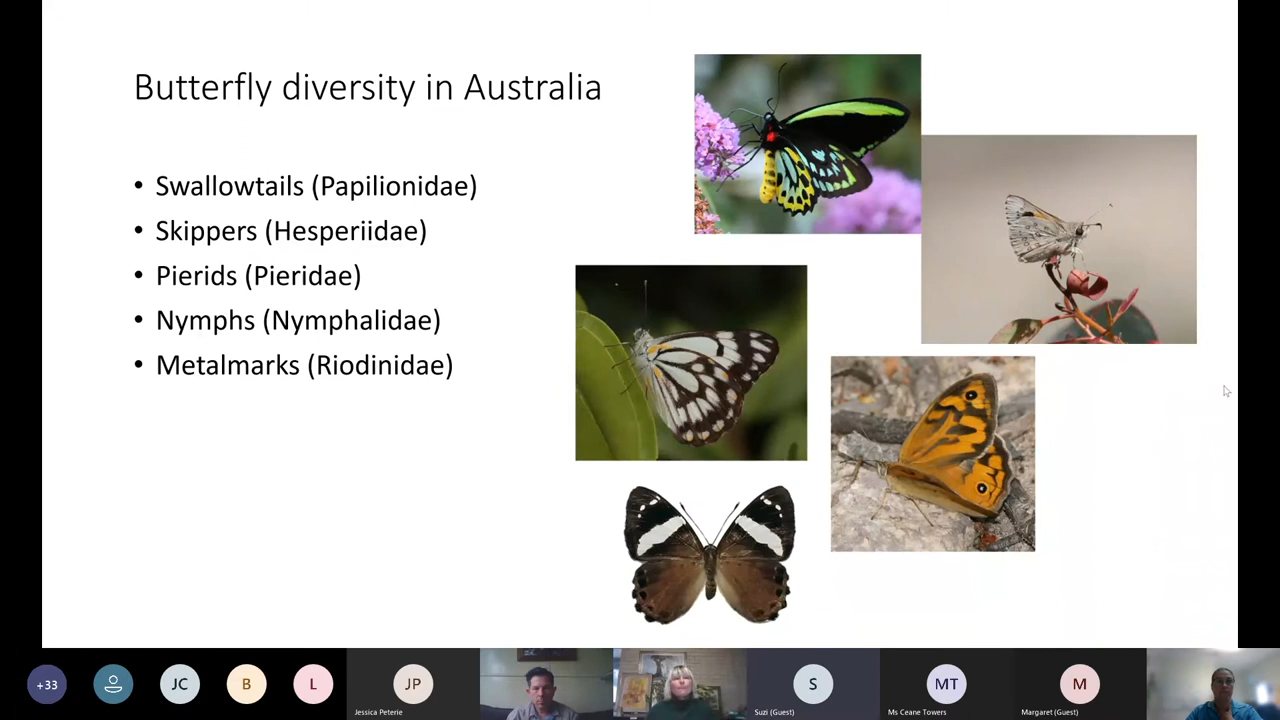 Butterfly diversity in Australia
• Swallowtails (Papilionidae)
• Skippers (Hesperiidae)
• Pierids (Pieridae)
• Nymphs (Nymphalidae)
• Metalmarks (Riodinidae)
+33
JC
B
L
JP
S
MT
M
Jessica Peterie
Suzi (Guest)
Ms Ceane Towers
Margaret (Guest)